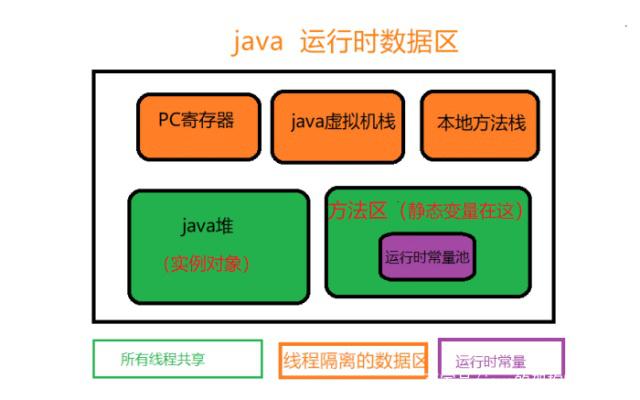 java 运行时数据区
PC寄存器
java虚拟机栈
本地方法栈
java堆
（实例对象）
方法区（静态变量在这）
运行时常量池
所有线程共享
线程隔离的数据区
运行时常量